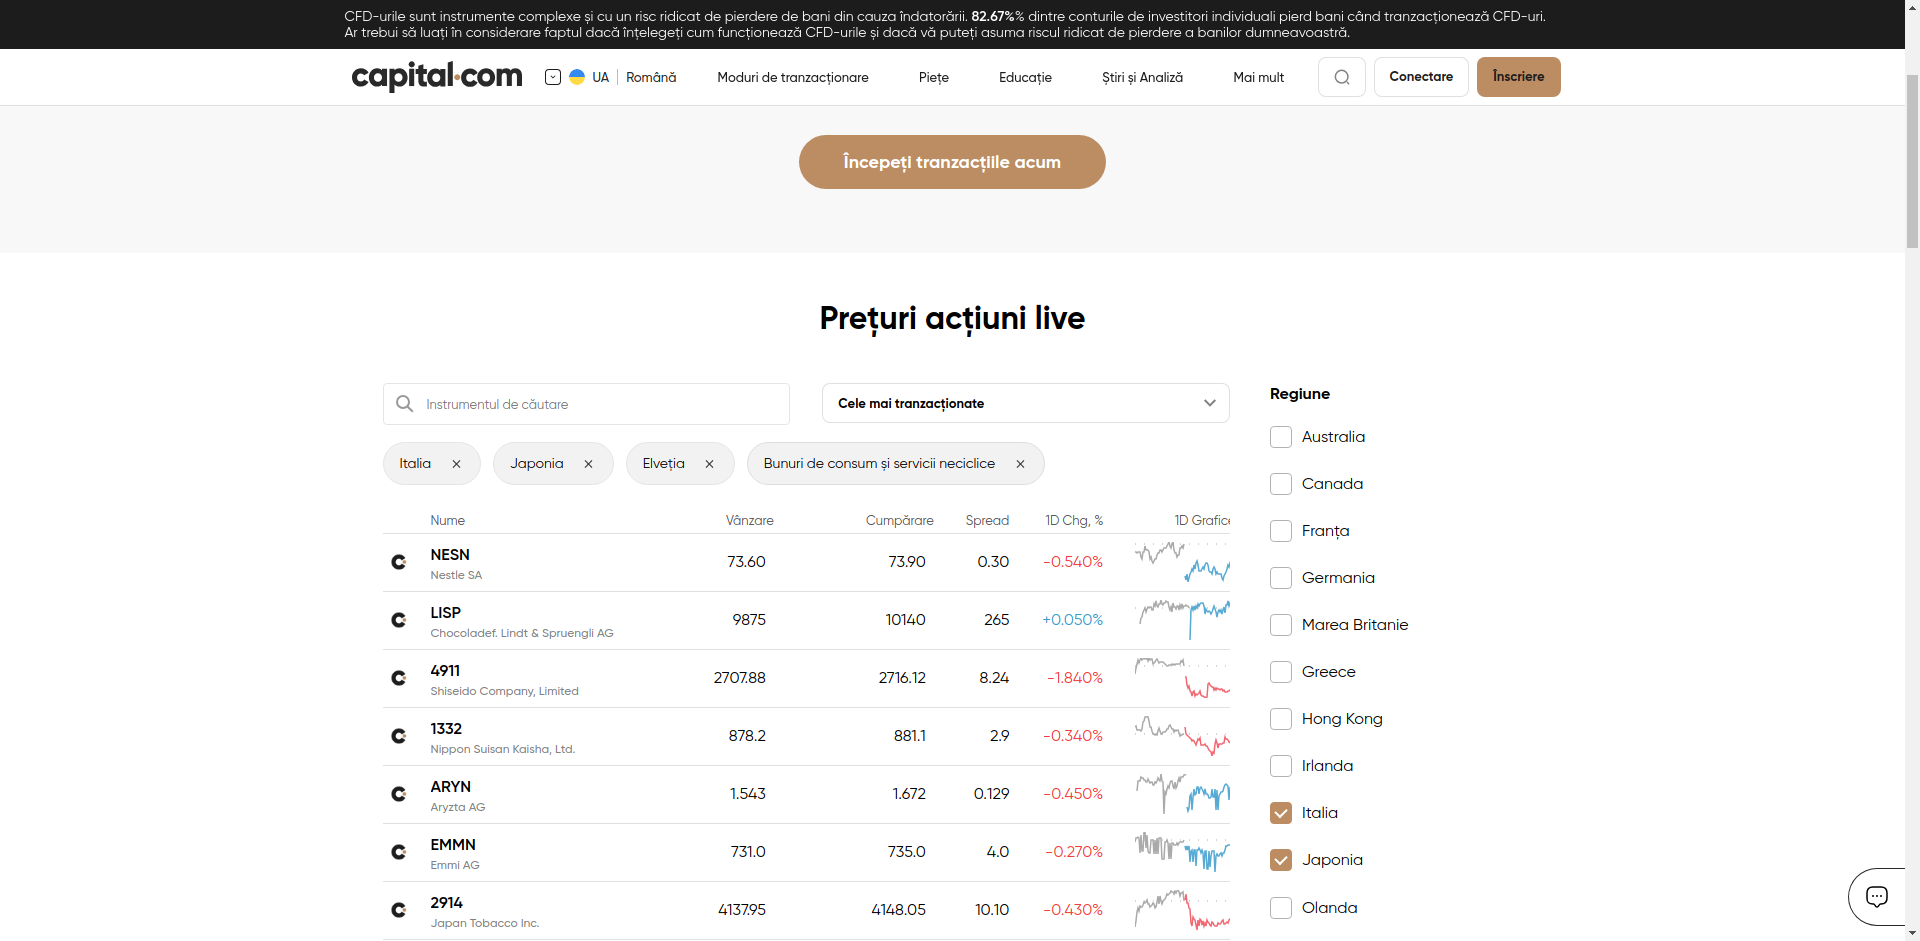 CFD-urile sunt instrumente complexe și cu un risc ridicat de pierdere de bani din cauza îndatorării. 82.67%% dintre conturile de investitori individuali pierd bani când tranzacționează CFD-uri.
Ar trebui să luați în considerare faptul dacă înțelegeți cum funcționează CFD-urile și dacă vă puteți asuma riscul ridicat de pierdere a banilor dumneavoastră.
capital.com UA Română Moduri de tranzacționare Piețe Educație Știri și Analiză Mai mult Conectare Înscriere
Începeți tranzacțiile acum
Prețuri acțiuni live
Instrumentul de căutare
Cele mai tranzacționate
Italia Japonia Elveția Bunuri de consum și servicii neciclice
Nume Vânzare Cumpărare Spread 1D Chg, % 1D Grafice
NESN 73.60 73.90 0.30 -0.540%
Nestle SA
LISP 9875 10140 265 +0.050%
Chocoladef. Lindt & Spruengli AG
4911 2707.88 2716.12 8.24 -1.840%
Shiseido Company, Limited
1332 878.2 881.1 2.9 -0.340%
Nippon Suisan Kaisha, Ltd.
ARYN 1.543 1.672 0.129 -0.450%
Aryzta AG
EMMN 731.0 735.0 4.0 -0.270%
Emmi AG
2914 4137.95 4148.05 10.10 -0.430%
Japan Tobacco Inc.
Regiune
Australia
Canada
Franța
Germania
Marea Britanie
Greece
Hong Kong
Irlanda
Italia
Japonia
Olanda